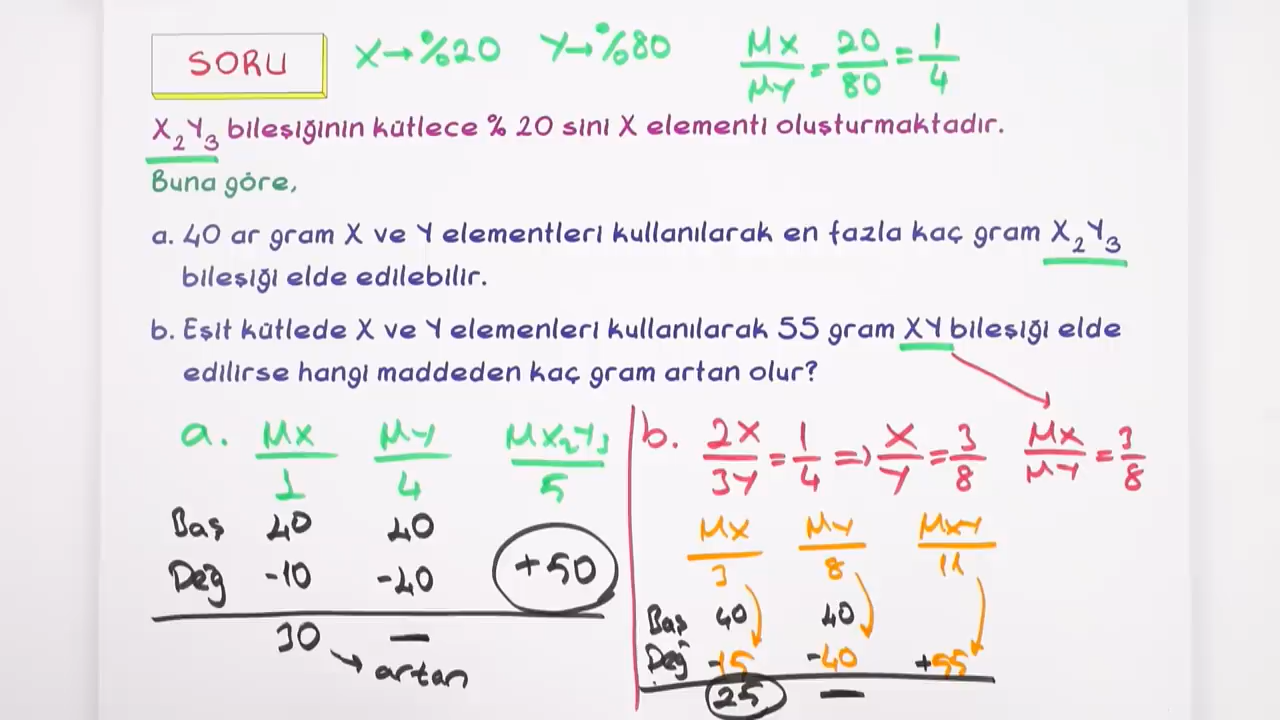 SORU X→%20 Y→%80 MX/MY = 20/80 = 1/4
X₂Y₃ bileşiğinin kütlece % 20 sini X elementi oluşturmaktadır.
Buna göre,
a. 40 ar gram X ve Y elementleri kullanılarak en fazla kaç gram X₂Y₃
bileşiği elde edilebilir.
b. Eşit kütlede X ve Y elemenleri kullanılarak 55 gram XY bileşiği elde
edilirse hangi maddeden kaç gram artan olur?
a. MX/1 MY/4 MX₂Y₃/5
Baş 40 40
Değ -10 -40 +50
30 —
→ artan
b. 2X/3Y = 1/4 ⇒ X/Y = 3/8 MX/MY = 3/8
MX/3 MY/8 MXY/11
Baş 40 40
Değ -15 -40 +55
25 —